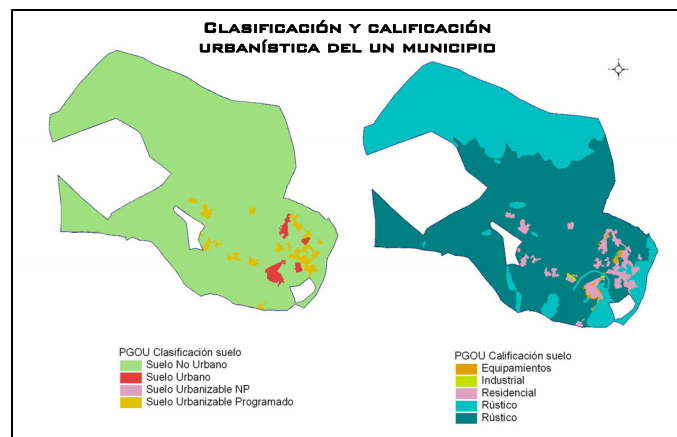 CLASIFICACIÓN Y CALIFICACIÓN
URBANÍSTICA DEL UN MUNICIPIO
PGOU Clasificación suelo
Suelo No Urbano
Suelo Urbano
Suelo Urbanizable NP
Suelo Urbanizable Programado
PGOU Calificación suelo
Equipamientos
Industrial
Residencial
Rústico
Rústico